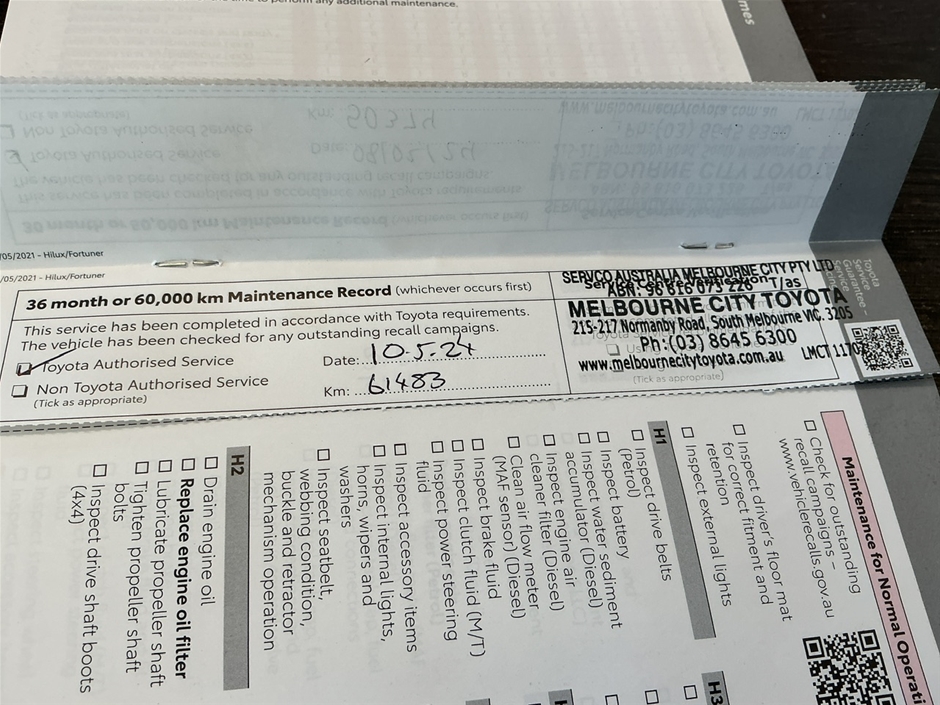 any additional maintenance.
mes
/05/2021 - Hilux/Fortuner
/05/2021 - Hilux/Fortuner
36 month or 60,000 km Maintenance Record (whichever occurs first)
This service has been completed in accordance with Toyota requirements.
The vehicle has been checked for any outstanding recall campaigns.
Toyota Authorised Service
Date: 10.5.24
Non Toyota Authorised Service
(Tick as appropriate)
Km: 61483
SERVCO AUSTRALIA MELBOURNE CITY PTY LTD
T/as
MELBOURNE CITY TOYOTA
215-217 Normanby Road, South Melbourne VIC. 3205
Ph:(03) 8645 6300
www.melbournecitytoyota.com.au
(Tick as appropriate)
Toyota
Service
Guarantee -
Maintenance for Normal Operati
Check for outstanding
recall campaigns –
www.vehiclerecalls.gov.au
Inspect driver's floor mat
for correct fitment and
retention
Inspect external lights
H1
Inspect drive belts
Inspect battery
(Petrol)
Inspect water sediment
accumulator (Diesel)
Inspect engine air
cleaner filter (Diesel)
Clean air flow meter
(MAF sensor) (Diesel)
Inspect brake fluid
Inspect clutch fluid (M/T)
Inspect power steering
fluid
Inspect accessory items
Inspect internal lights,
horns, wipers and
washers
Inspect seatbelt,
webbing condition,
buckle and retractor
mechanism operation
H2
Drain engine oil
Replace engine oil filter
Lubricate propeller shaft
Tighten propeller shaft
bolts
Inspect drive shaft boots
(4x4)
H3